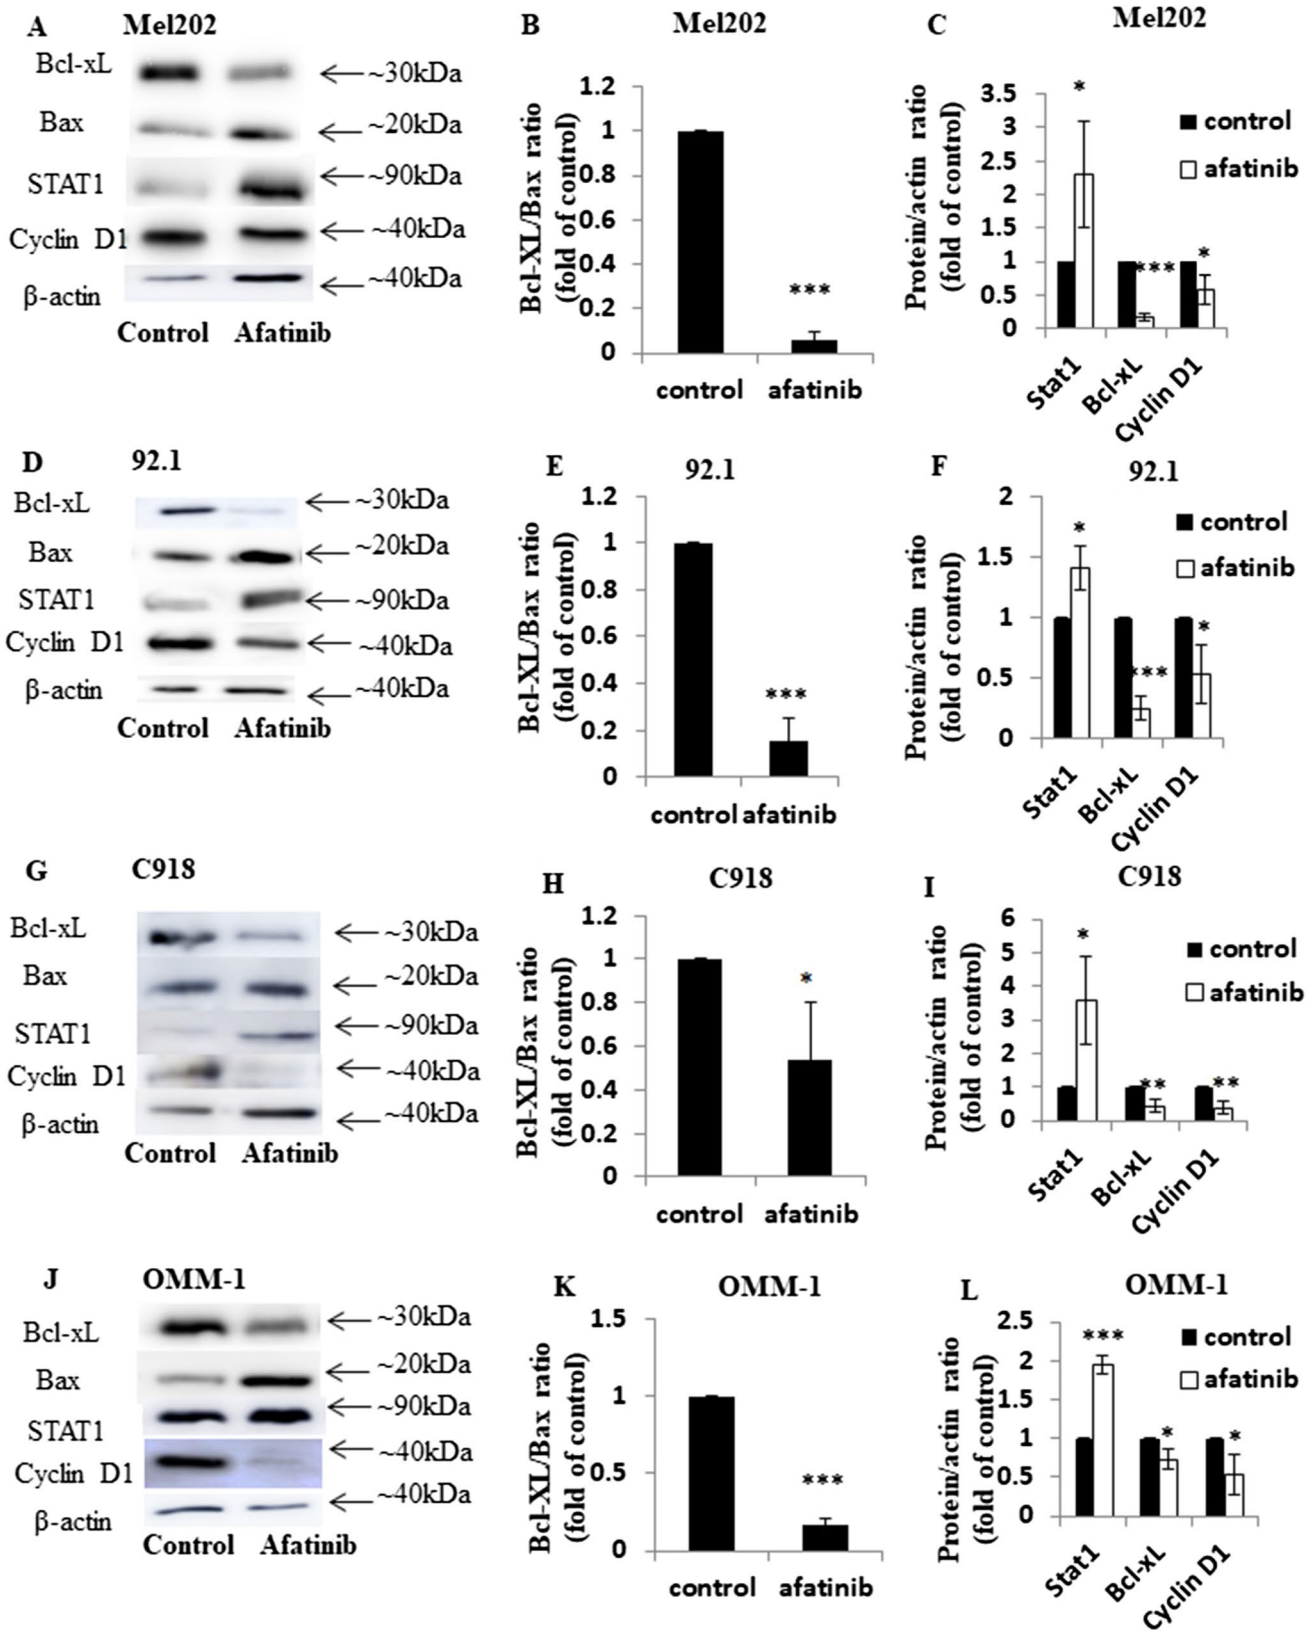 A Mel202
Bcl-xL ~30kDa
Bax ~20kDa
STAT1 ~90kDa
Cyclin D1 ~40kDa
β-actin ~40kDa
Control Afatinib
B Mel202
Bcl-XL/Bax ratio
(fold of control)
1.2
1
0.8
0.6
0.4
0.2
0
***
control afatinib
C Mel202
Protein/actin ratio
(fold of control)
3.5
3
2.5
2
1.5
1
0.5
0
* *** *
control
afatinib
Stat1 Bcl-xL Cyclin D1
D 92.1
Bcl-xL ~30kDa
Bax ~20kDa
STAT1 ~90kDa
Cyclin D1 ~40kDa
β-actin ~40kDa
Control Afatinib
E 92.1
Bcl-XL/Bax ratio
(fold of control)
1.2
1
0.8
0.6
0.4
0.2
0
***
control afatinib
F 92.1
Protein/actin ratio
(fold of control)
2
1.5
1
0.5
0
* *** *
control
afatinib
Stat1 Bcl-xL Cyclin D1
G C918
Bcl-xL ~30kDa
Bax ~20kDa
STAT1 ~90kDa
Cyclin D1 ~40kDa
β-actin ~40kDa
Control Afatinib
H C918
Bcl-XL/Bax ratio
(fold of control)
1.2
1
0.8
0.6
0.4
0.2
0
*
control afatinib
I C918
Protein/actin ratio
(fold of control)
6
5
4
3
2
1
0
* ** **
control
afatinib
Stat1 Bcl-xL Cyclin D1
J OMM-1
Bcl-xL ~30kDa
Bax ~20kDa
STAT1 ~90kDa
Cyclin D1 ~40kDa
β-actin ~40kDa
Control Afatinib
K OMM-1
Bcl-XL/Bax ratio
(fold of control)
1.5
1
0.5
0
***
control afatinib
L OMM-1
Protein/actin ratio
(fold of control)
2.5
2
1.5
1
0.5
0
*** * *
control
afatinib
Stat1 Bcl-xL Cyclin D1